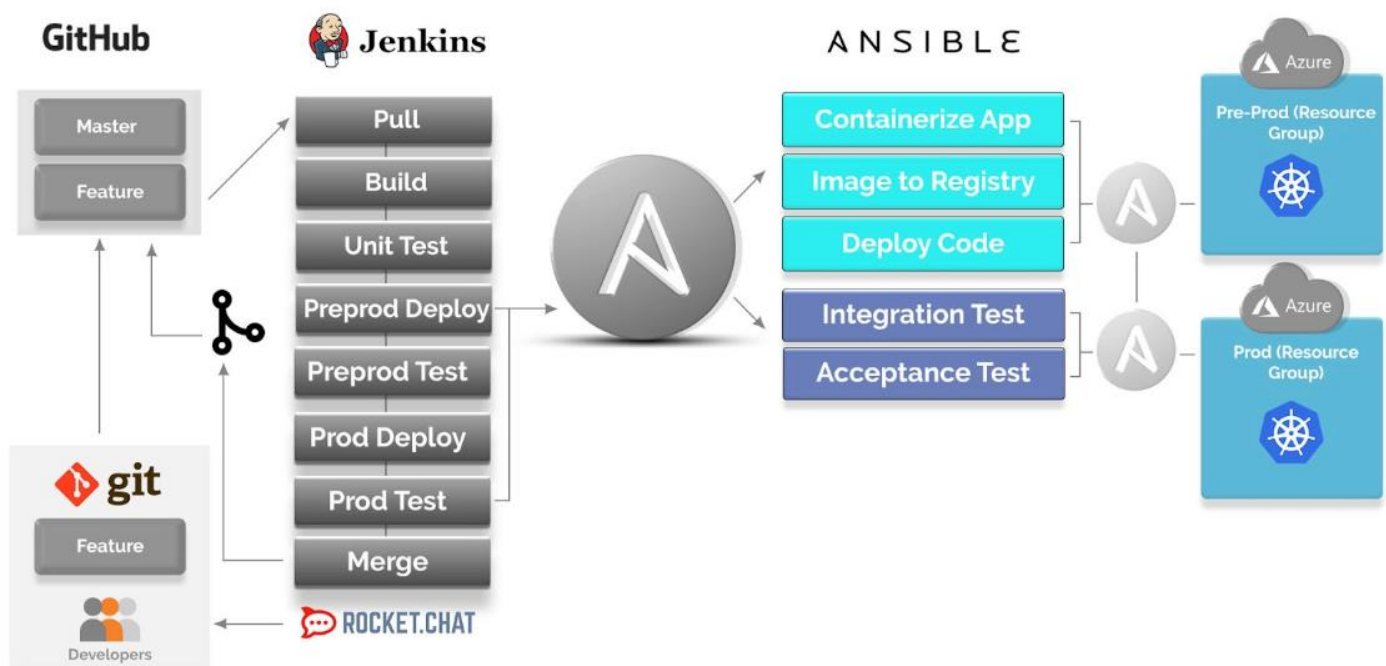 GitHub
Master
Feature
git
Feature
Developers
Jenkins
Pull
Build
Unit Test
Preprod Deploy
Preprod Test
Prod Deploy
Prod Test
Merge
ROCKET.CHAT
ANSIBLE
Containerize App
Image to Registry
Deploy Code
Integration Test
Acceptance Test
Azure
Pre-Prod (Resource
Group)
Azure
Prod (Resource
Group)